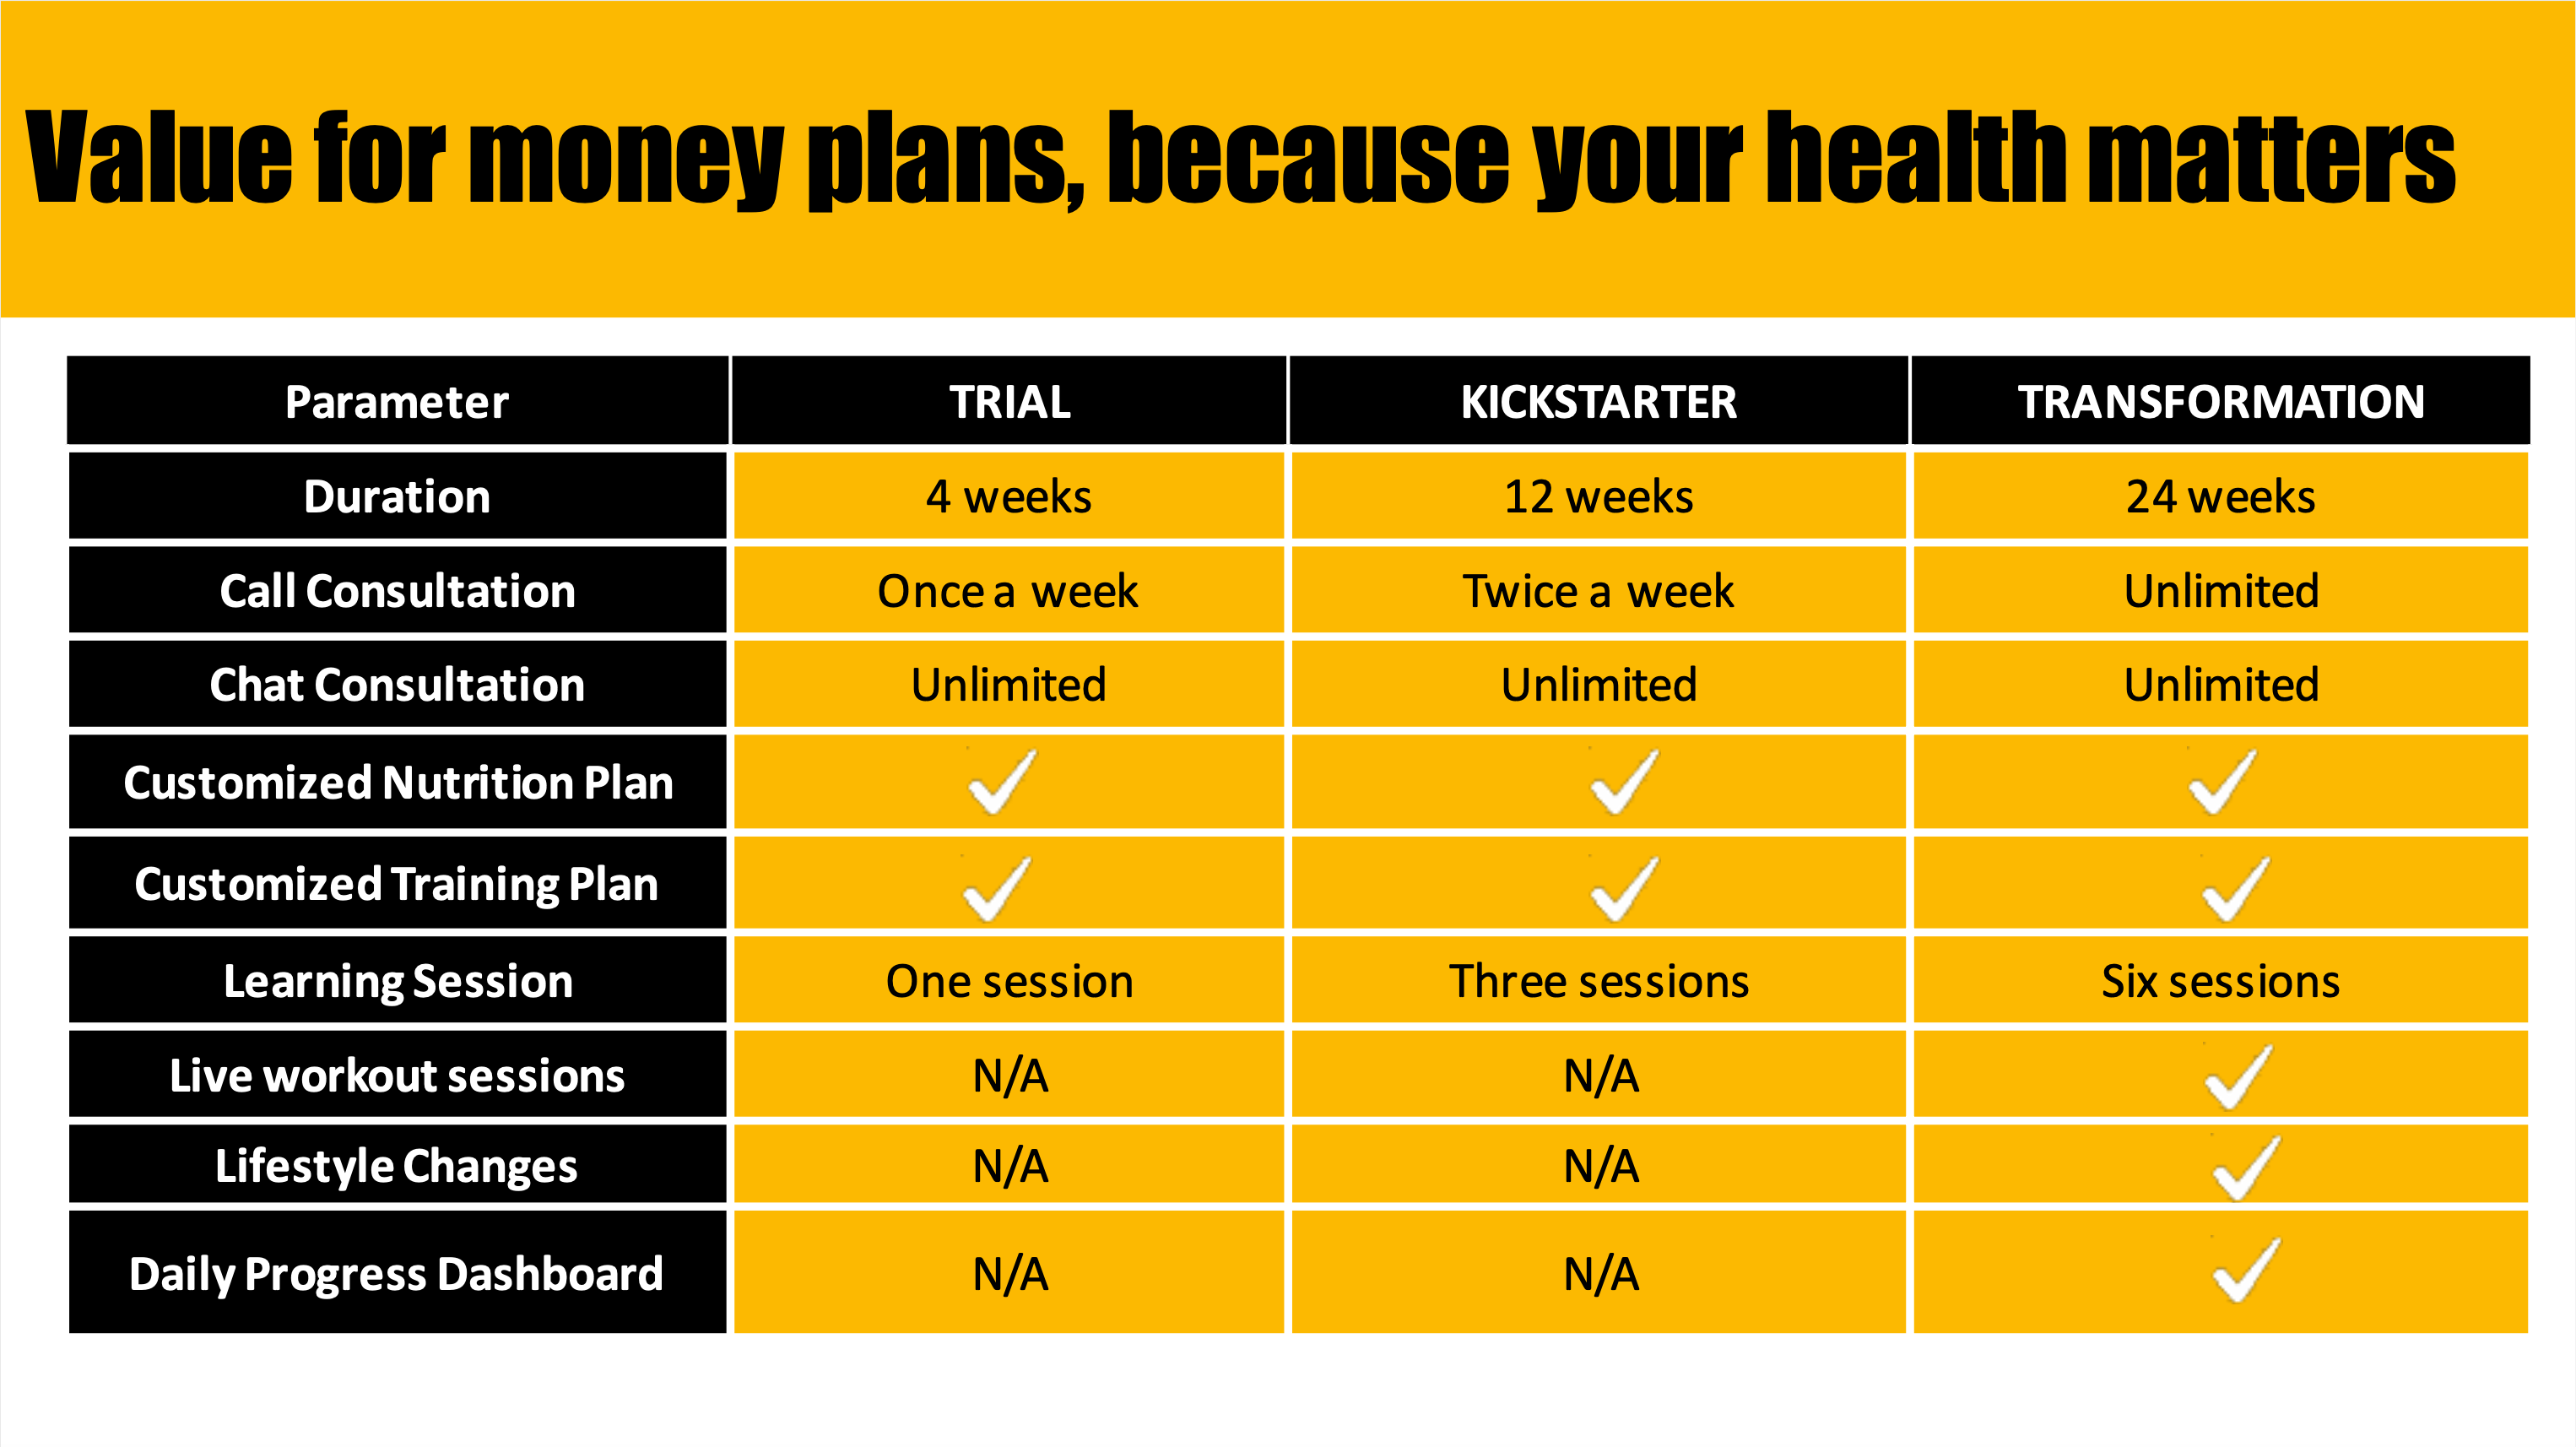 Value for money plans, because your health matters
Parameter TRIAL KICKSTARTER TRANSFORMATION
Duration 4 weeks 12 weeks 24 weeks
Call Consultation Once a week Twice a week Unlimited
Chat Consultation Unlimited Unlimited Unlimited
Customized Nutrition Plan
Customized Training Plan
Learning Session One session Three sessions Six sessions
Live workout sessions N/A N/A
Lifestyle Changes N/A N/A
Daily Progress Dashboard N/A N/A